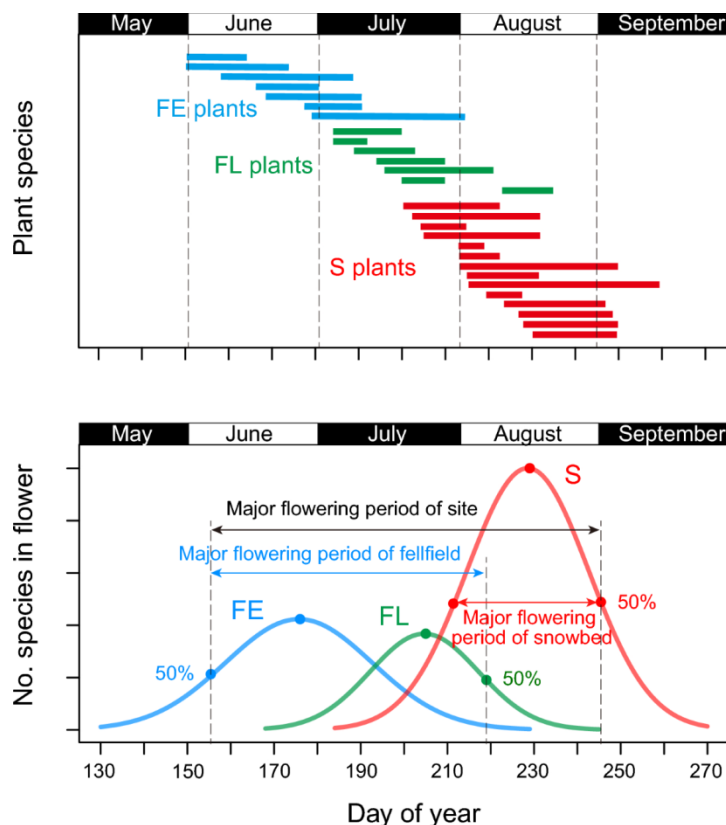 May June July August September
Plant species
FE plants
FL plants
S plants
May June July August September
No. species in flower
S
Major flowering period of site
Major flowering period of fellfield
FE
FL
50%
Major flowering
period of snowbed
50%
50%
130 150 170 190 210 230 250 270
Day of year